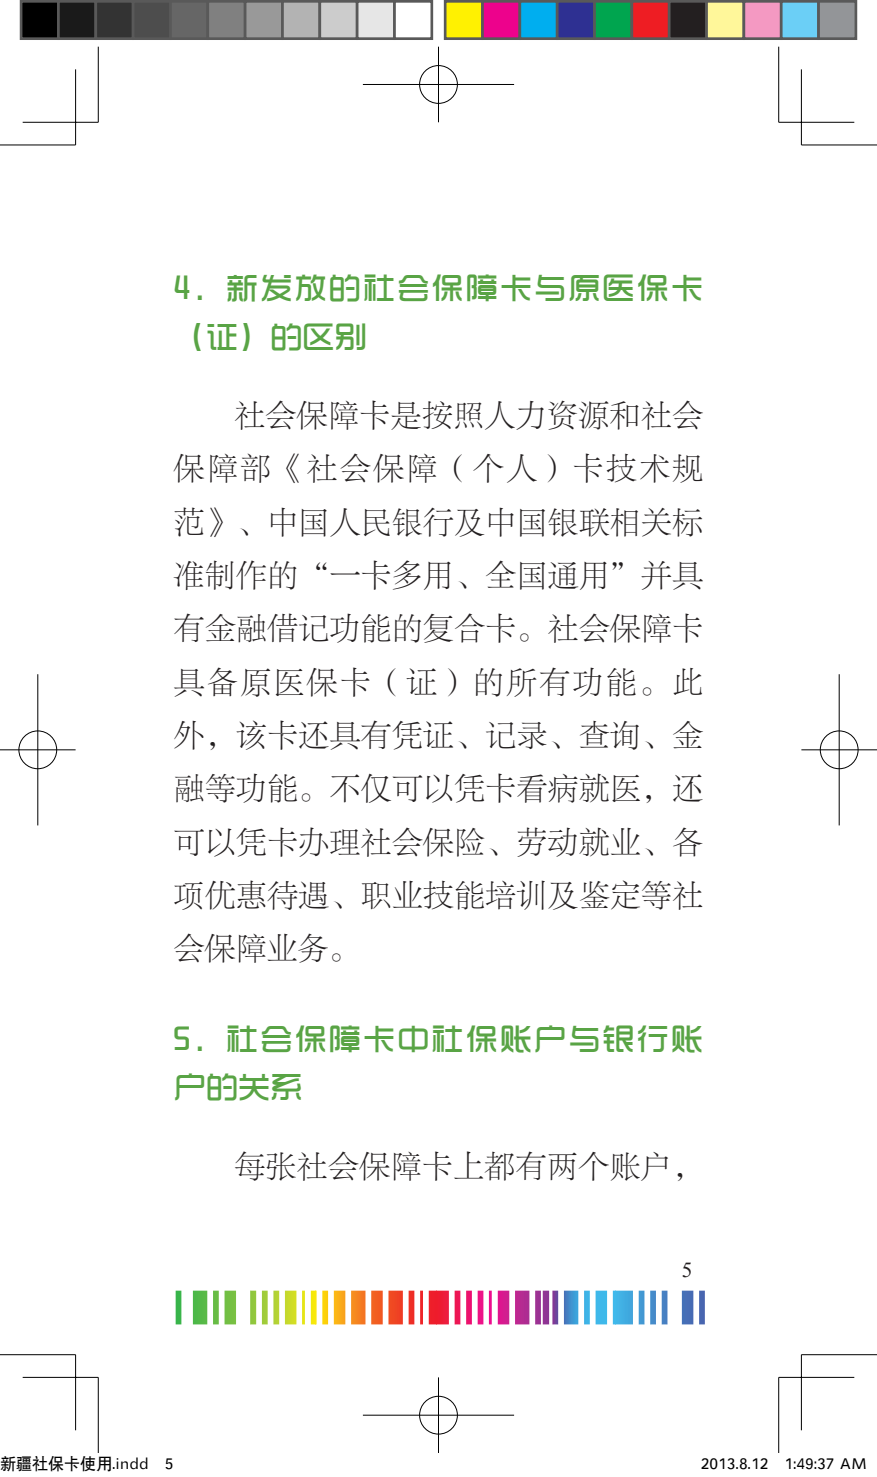 4. 新发放的社会保障卡与原医保卡
（证）的区别
社会保障卡是按照人力资源和社会
保障部《社会保障（个人）卡技术规
范》、中国人民银行及中国银联相关标
准制作的“一卡多用、全国通用”并具
有金融借记功能的复合卡。社会保障卡
具备原医保卡（证）的所有功能。此
外，该卡还具有凭证、记录、查询、金
融等功能。不仅可以凭卡看病就医，还
可以凭卡办理社会保险、劳动就业、各
项优惠待遇、职业技能培训及鉴定等社
会保障业务。
5. 社会保障卡中社保账户与银行账
户的关系
每张社会保障卡上都有两个账户，
5
新疆社保卡使用.indd 5
2013.8.12 1:49:37 AM